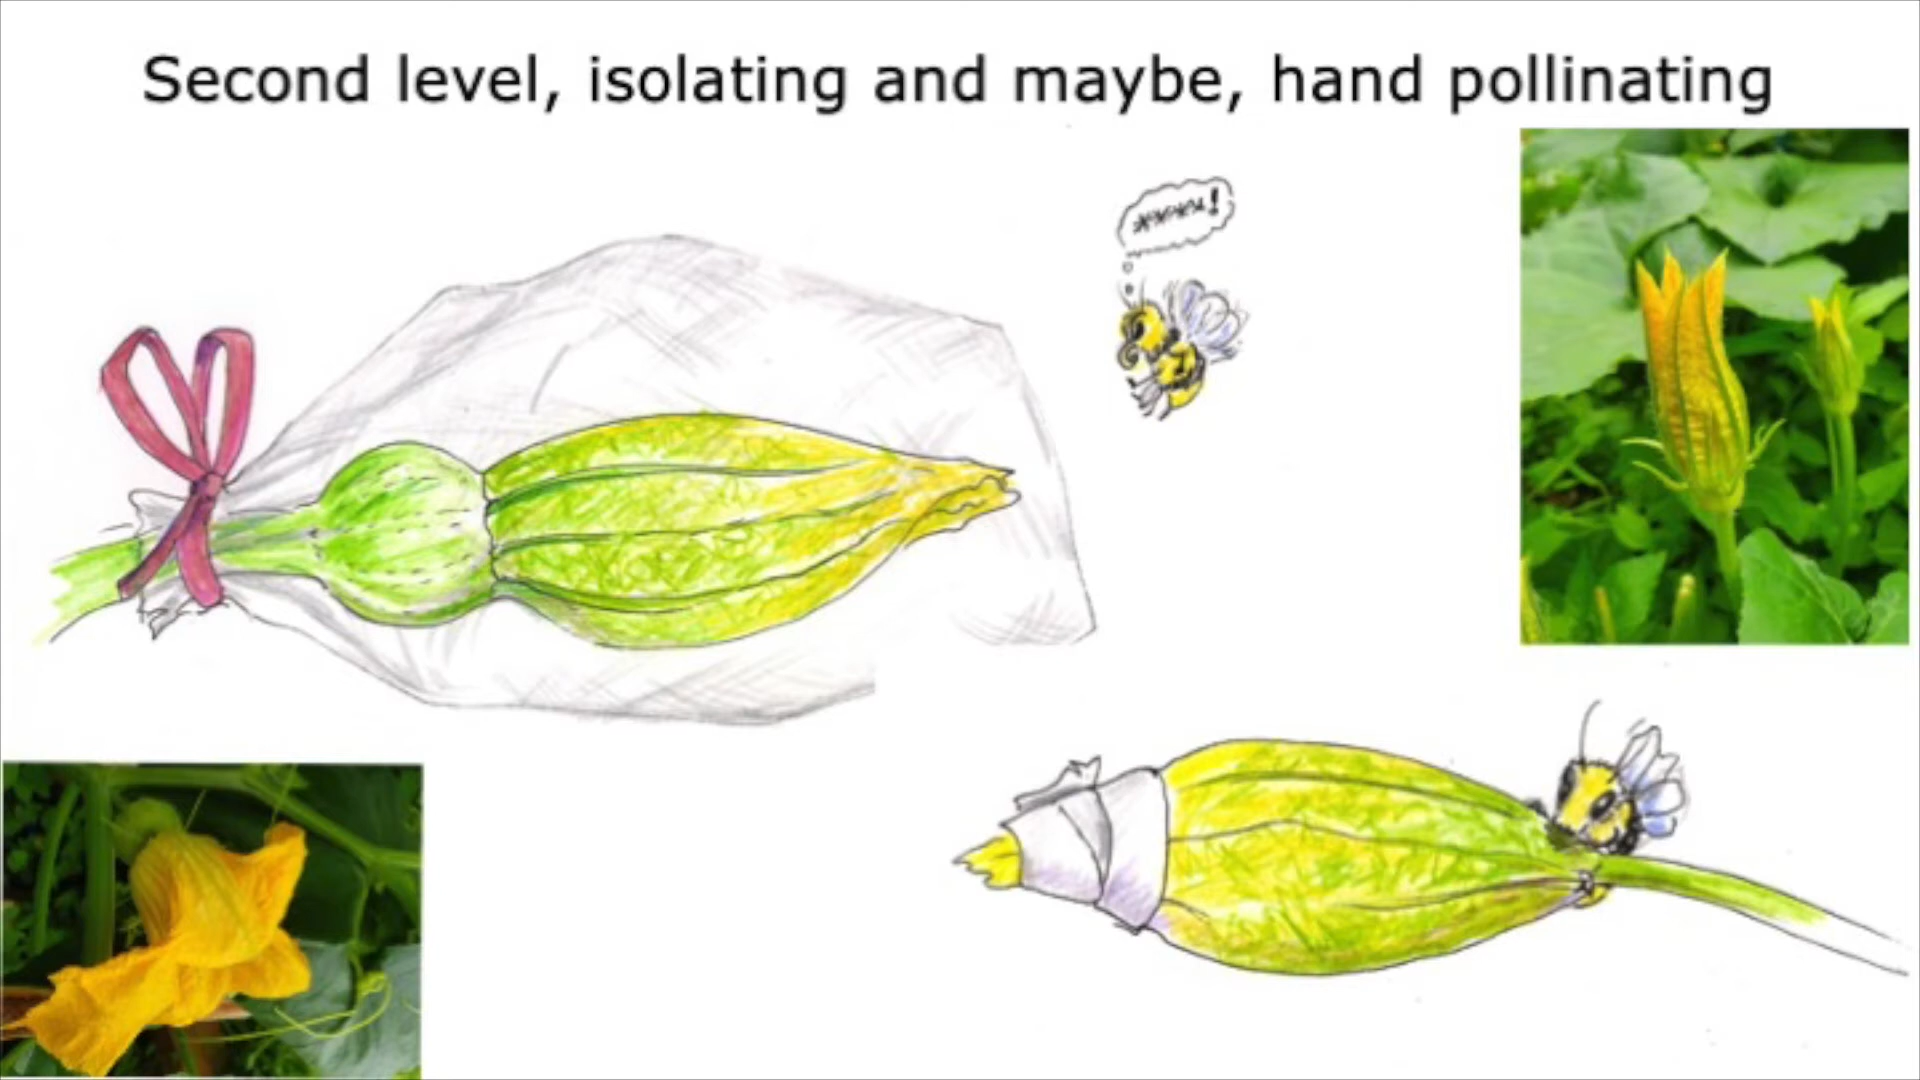 Second level, isolating and maybe, hand pollinating